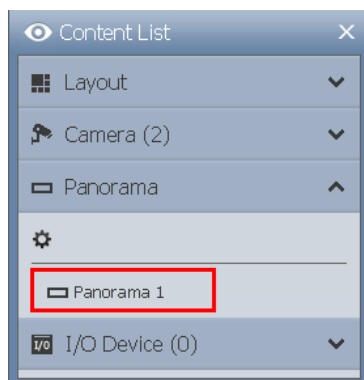 Content List
Layout
Camera (2)
Panorama
Panorama 1
I/O
I/O Device (0)